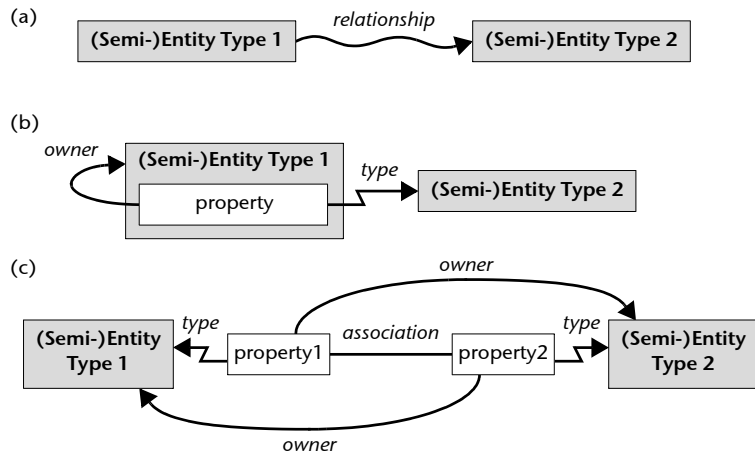 (a)
relationship
(Semi-)Entity Type 1
(Semi-)Entity Type 2
(b)
owner
(Semi-)Entity Type 1
type
property
(Semi-)Entity Type 2
(c)
owner
(Semi-)Entity
Type 1
type
property1
association
property2
type
(Semi-)Entity
Type 2
owner